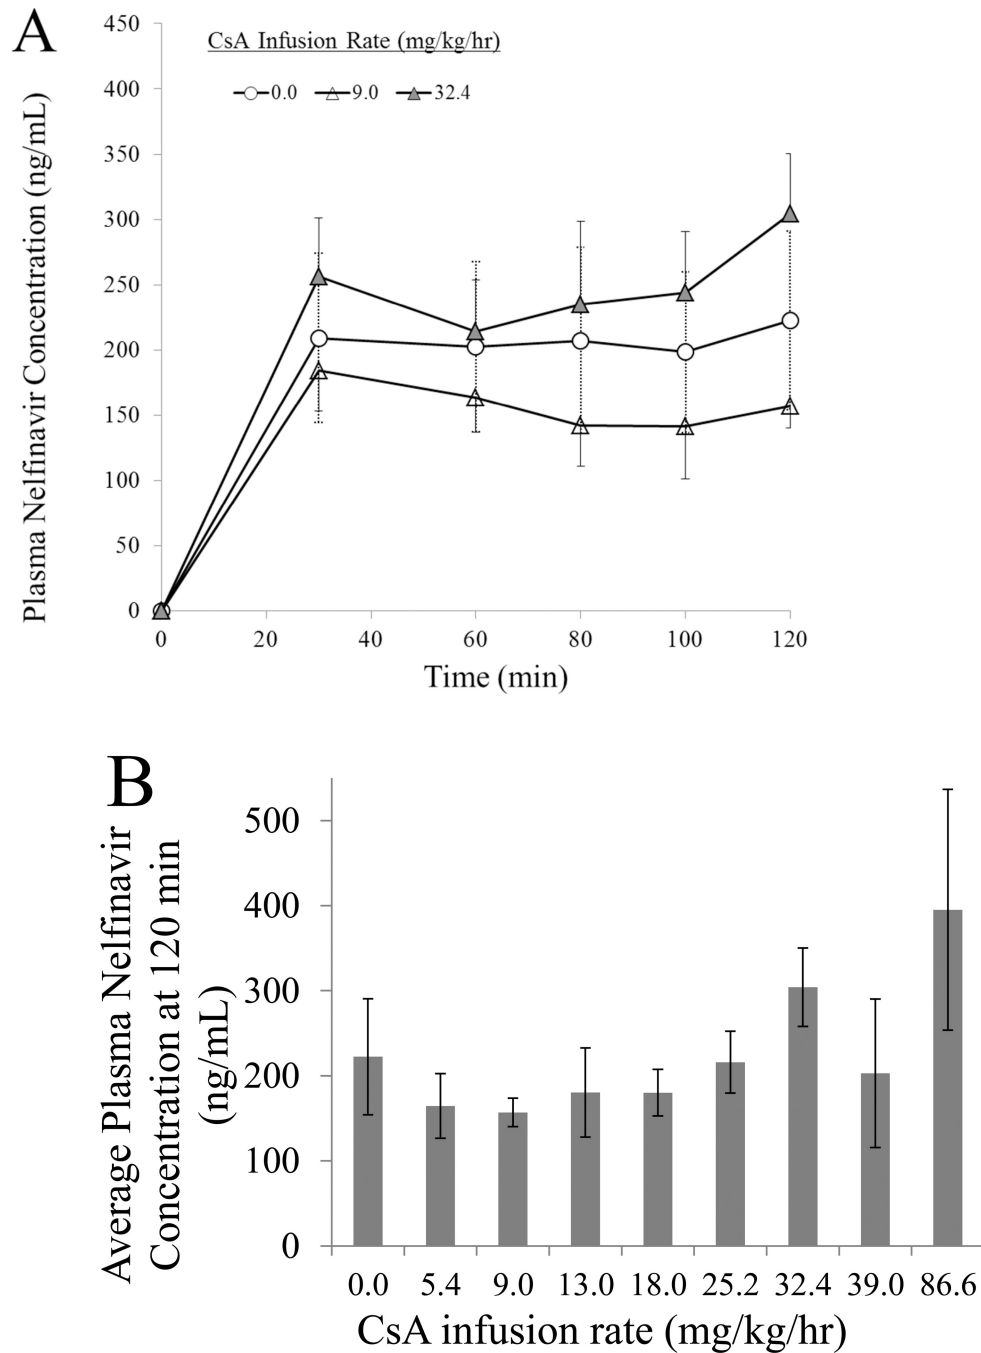 A
CsA Infusion Rate (mg/kg/hr)
0.0 9.0 32.4
Plasma Nelfinavir Concentration (ng/mL)
450
400
350
300
250
200
150
100
50
0
0 20 40 60 80 100 120
Time (min)
B
Average Plasma Nelfinavir
Concentration at 120 min
(ng/mL)
500
400
300
200
100
0
0.0 5.4 9.0 13.0 18.0 25.2 32.4 39.0 86.6
CsA infusion rate (mg/kg/hr)